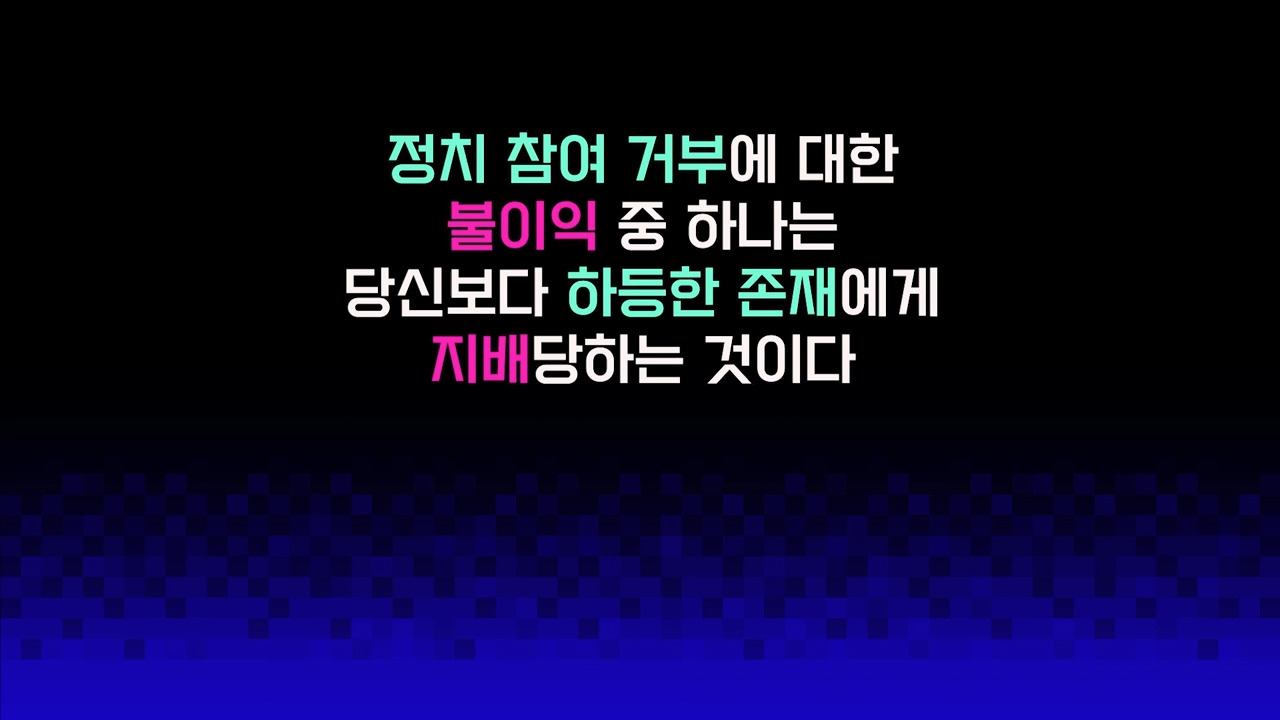 정치 참여 거부에 대한
불이익 중 하나는
당신보다 하등한 존재에게
지배당하는 것이다